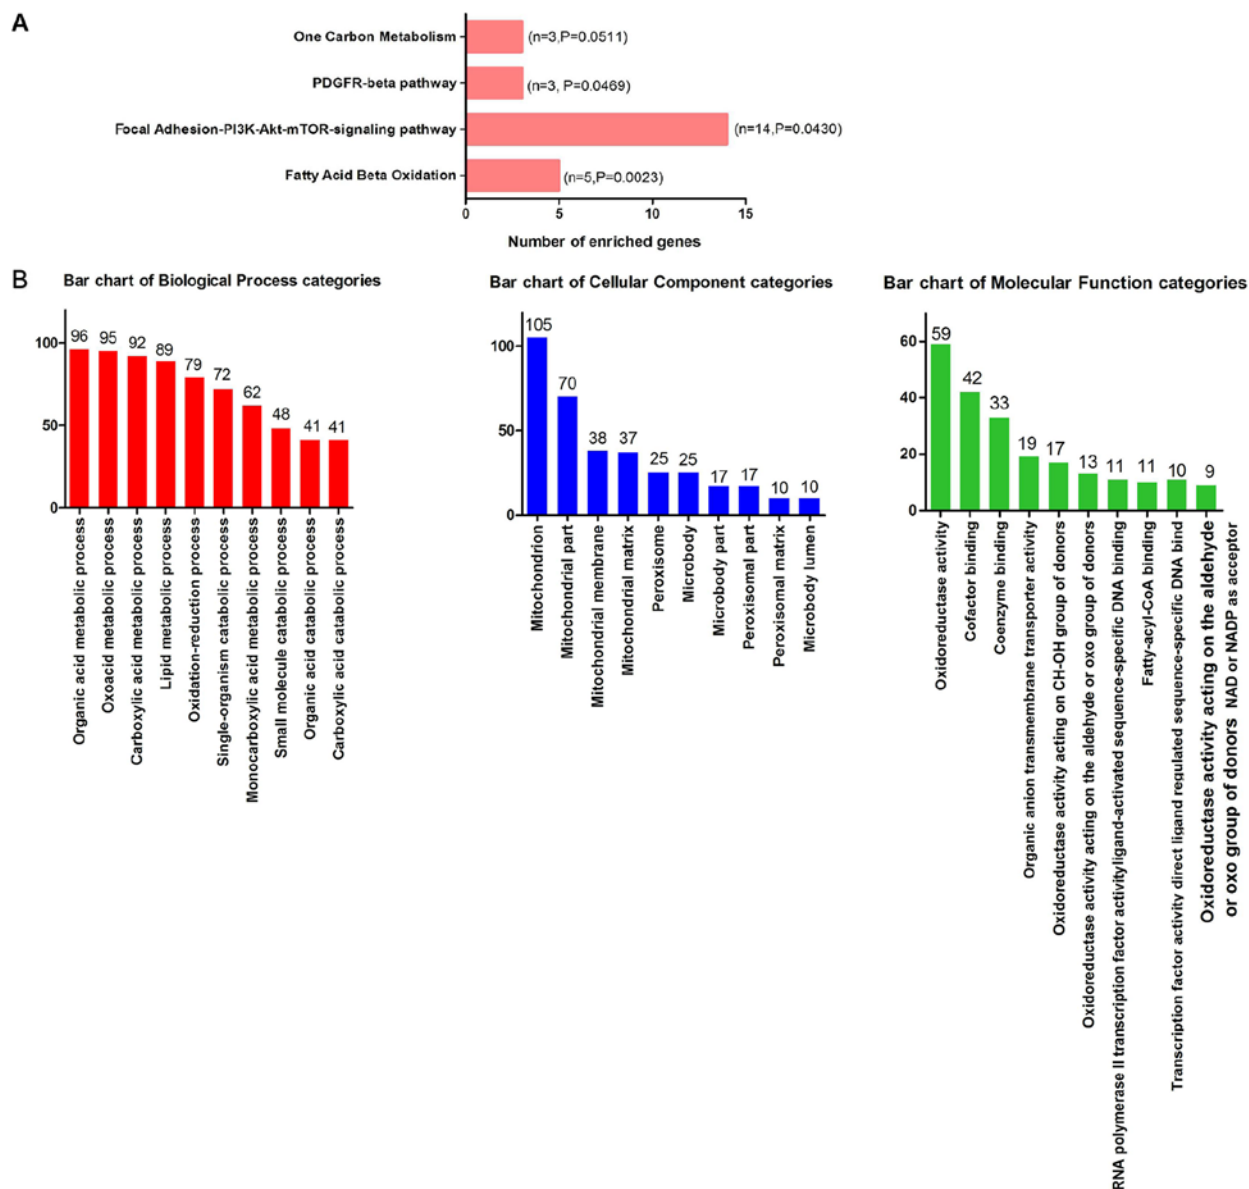 A
One Carbon Metabolism
(n=3,P=0.0511)
PDGFR-beta pathway
(n=3, P=0.0469)
Focal Adhesion-PI3K-Akt-mTOR-signaling pathway
(n=14,P=0.0430)
Fatty Acid Beta Oxidation
(n=5,P=0.0023)
0 5 10 15
Number of enriched genes
B
Bar chart of Biological Process categories
100
50
0
96 95 92 89 79 72 62 48 41 41
Organic acid metabolic process
Oxoacid metabolic process
Carboxylic acid metabolic process
Lipid metabolic process
Oxidation-reduction process
Single-organism catabolic process
Monocarboxylic acid metabolic process
Small molecule catabolic process
Organic acid catabolic process
Carboxylic acid catabolic process
Bar chart of Cellular Component categories
100
50
0
105 70 38 37 25 25 17 17 10 10
Mitochondrion
Mitochondrial part
Mitochondrial membrane
Mitochondrial matrix
Peroxisome
Microbody
Microbody part
Peroxisomal part
Peroxisomal matrix
Microbody lumen
Bar chart of Molecular Function categories
60
40
20
0
59 42 33 19 17 13 11 11 10 9
Oxidoreductase activity
Cofactor binding
Coenzyme binding
Organic anion transmembrane transporter activity
Oxidoreductase activity acting on CH-OH group of donors
Oxidoreductase activity acting on the aldehyde or oxo group of donors
RNA polymerase II transcription factor activityligand-activated sequence-specific DNA binding
Fatty-acyl-CoA binding
Transcription factor activity direct ligand regulated sequence-specific DNA bind
Oxidoreductase activity acting on the aldehyde
or oxo group of donors NAD or NADP as acceptor